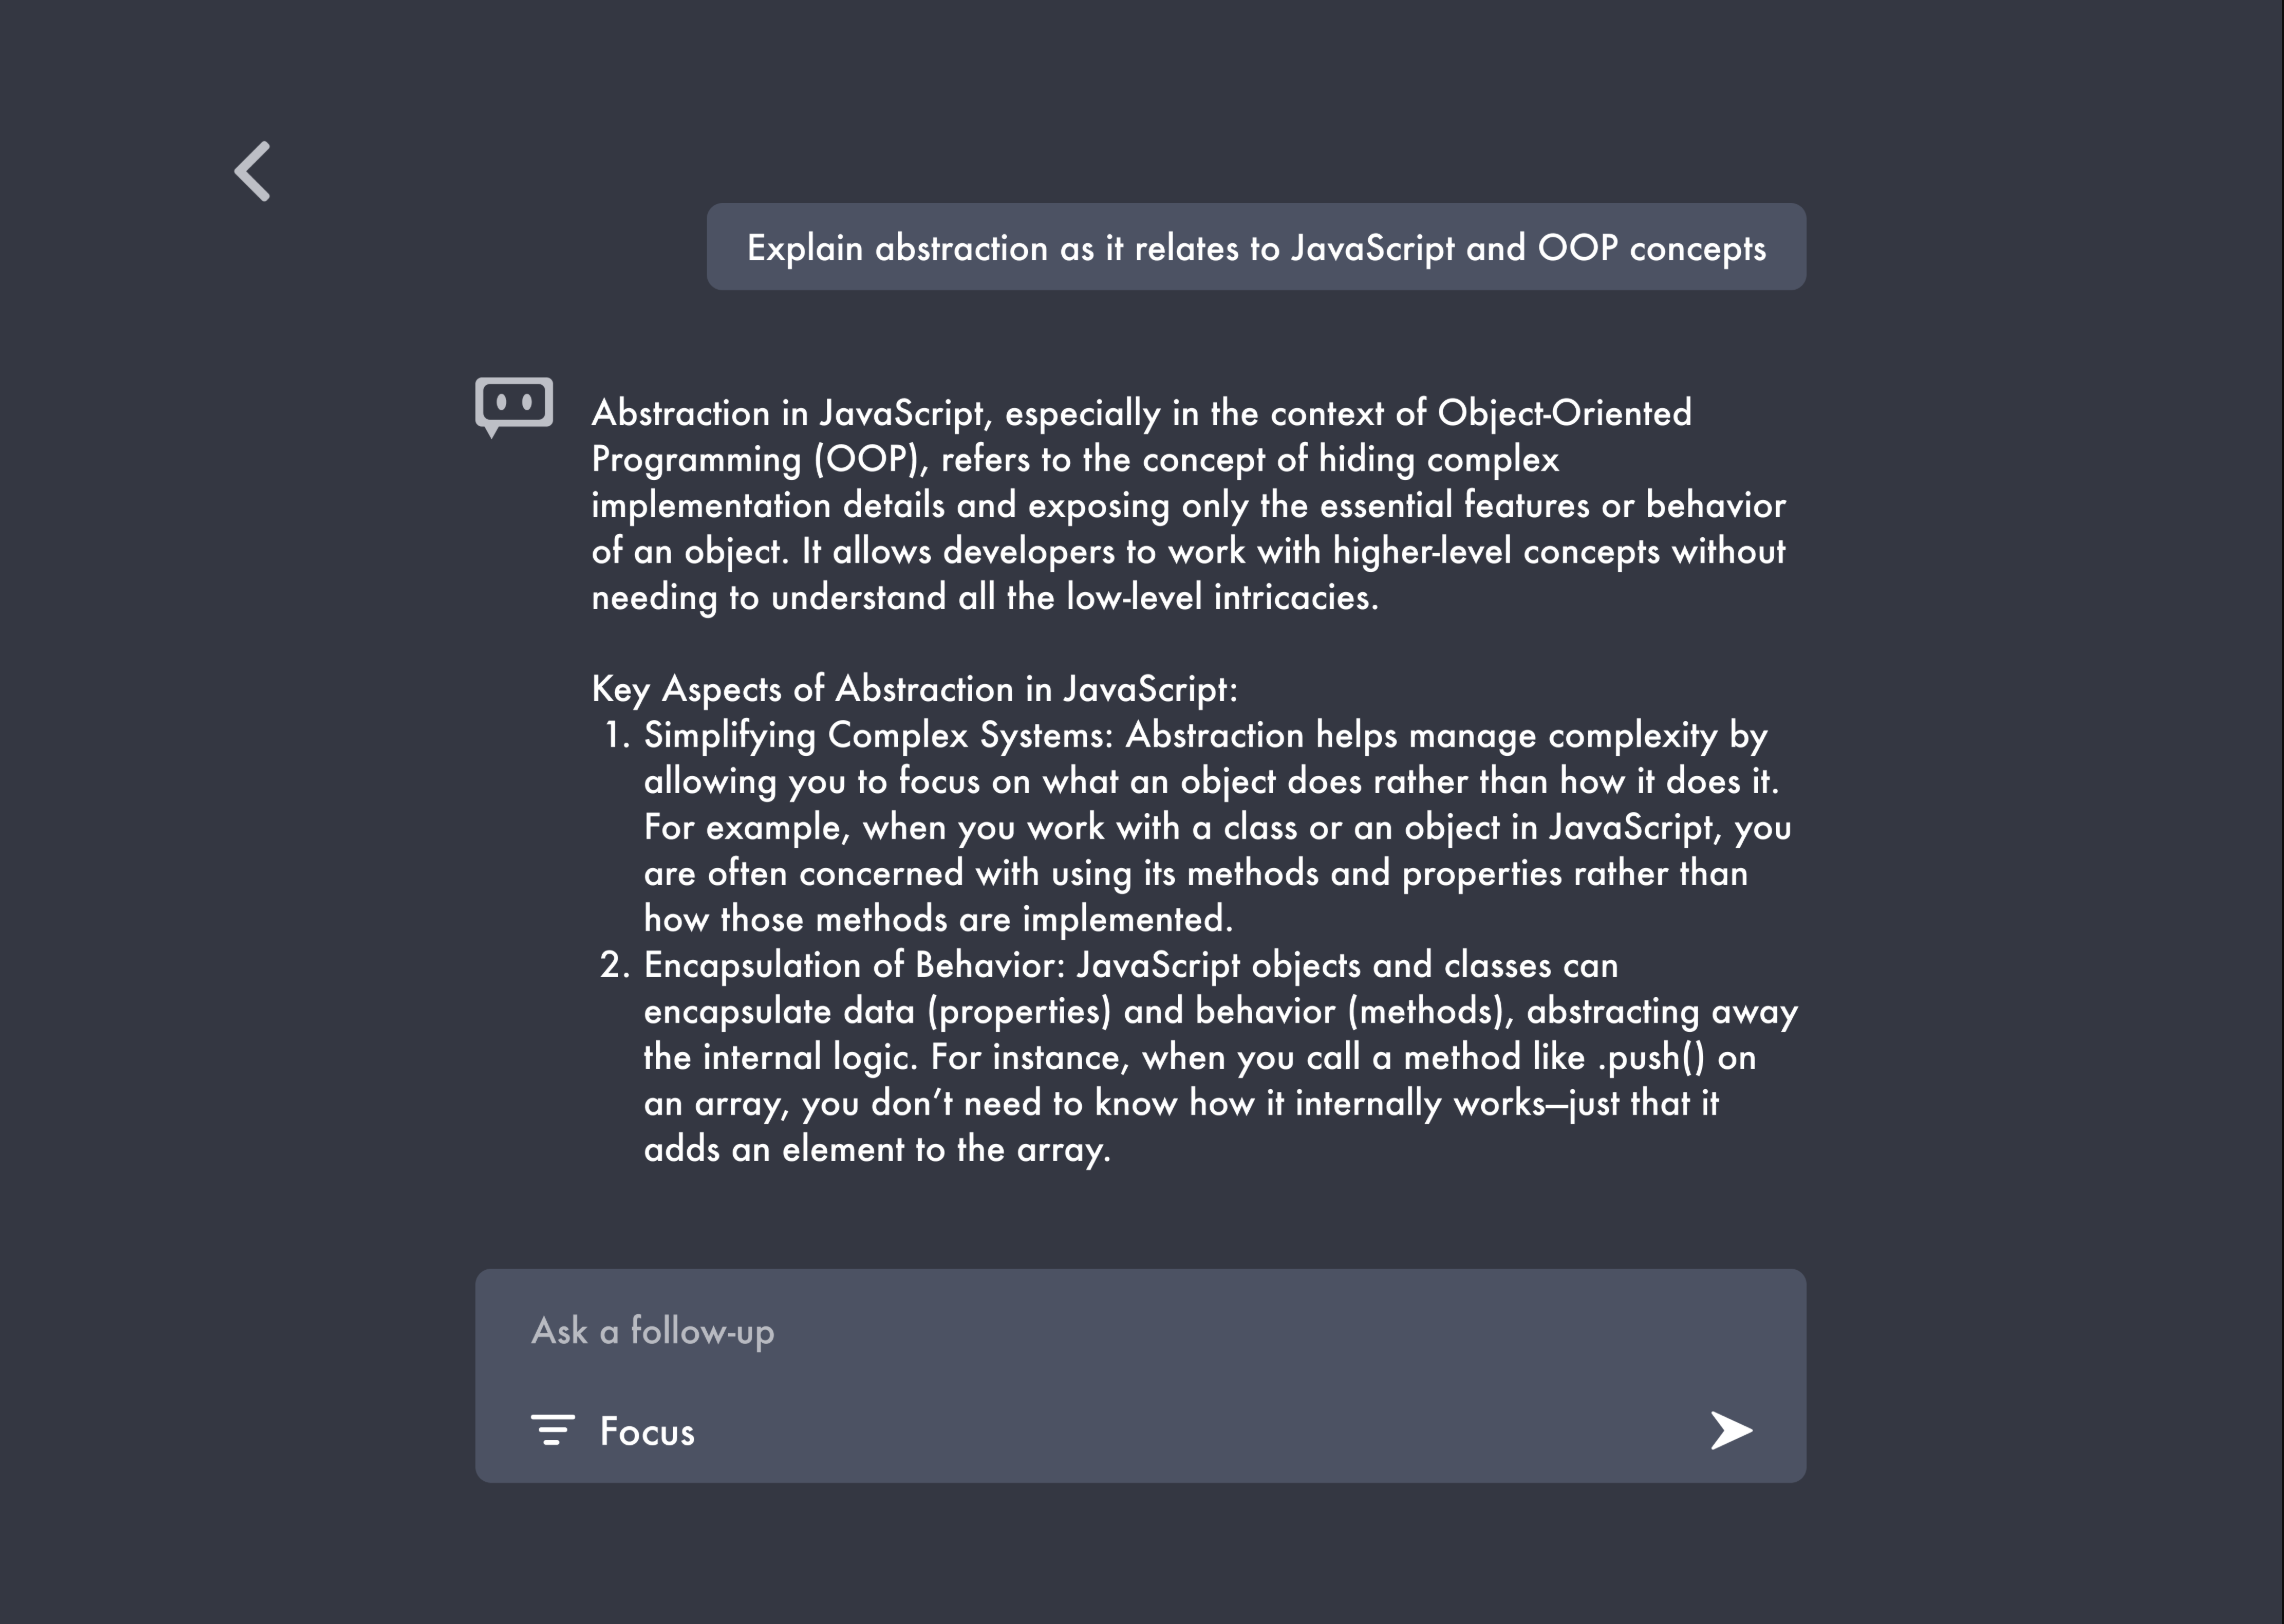 Explain abstraction as it relates to JavaScript and OOP concepts
Abstraction in JavaScript, especially in the context of Object-Oriented
Programming (OOP), refers to the concept of hiding complex
implementation details and exposing only the essential features or behavior
of an object. It allows developers to work with higher-level concepts without
needing to understand all the low-level intricacies.
Key Aspects of Abstraction in JavaScript:
1. Simplifying Complex Systems: Abstraction helps manage complexity by
allowing you to focus on what an object does rather than how it does it.
For example, when you work with a class or an object in JavaScript, you
are often concerned with using its methods and properties rather than
how those methods are implemented.
2. Encapsulation of Behavior: JavaScript objects and classes can
encapsulate data (properties) and behavior (methods), abstracting away
the internal logic. For instance, when you call a method like .push() on
an array, you don’t need to know how it internally works—just that it
adds an element to the array.
Ask a follow-up
Focus